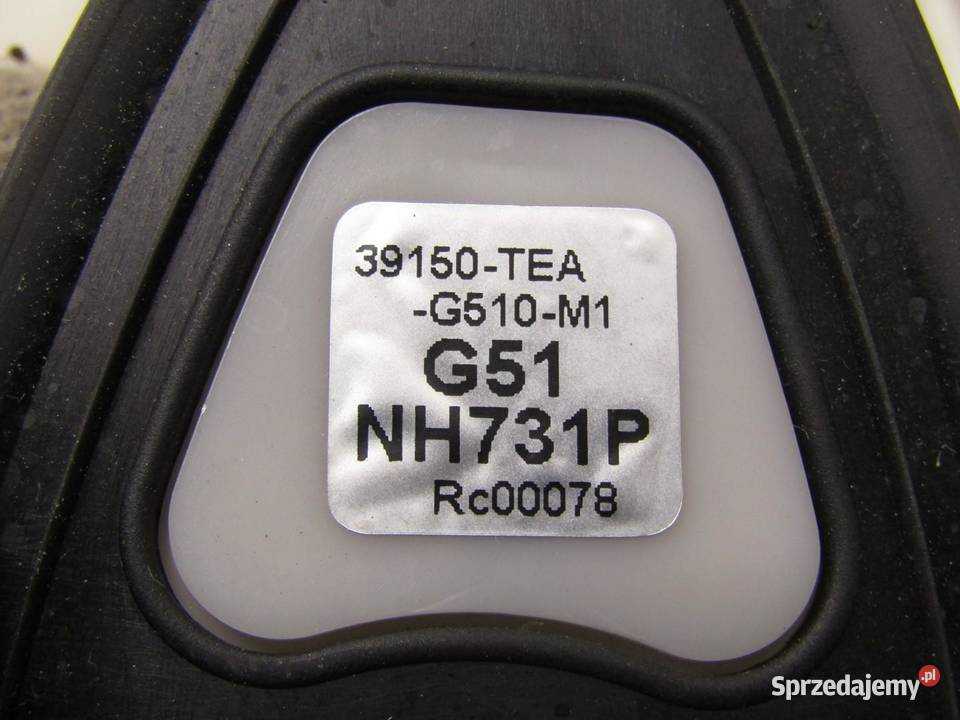 39150-TEA
-G510-M1
G51
NH731P
Rc00078
Sprzedajemy.pl